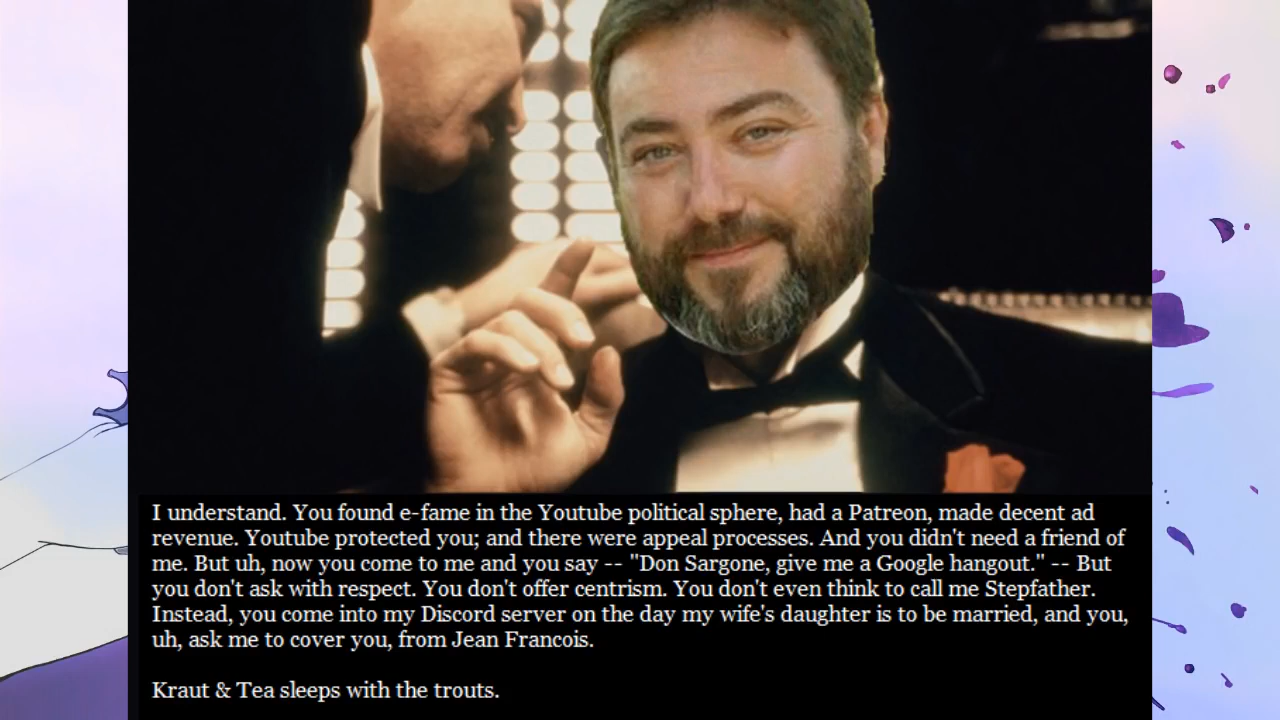 I understand. You found e-fame in the Youtube political sphere, had a Patreon, made decent ad
revenue. Youtube protected you; and there were appeal processes. And you didn't need a friend of
me. But uh, now you come to me and you say -- "Don Sargone, give me a Google hangout." -- But
you don't ask with respect. You don't offer centrism. You don't even think to call me Stepfather.
Instead, you come into my Discord server on the day my wife's daughter is to be married, and you,
uh, ask me to cover you, from Jean Francois.
Kraut & Tea sleeps with the trouts.